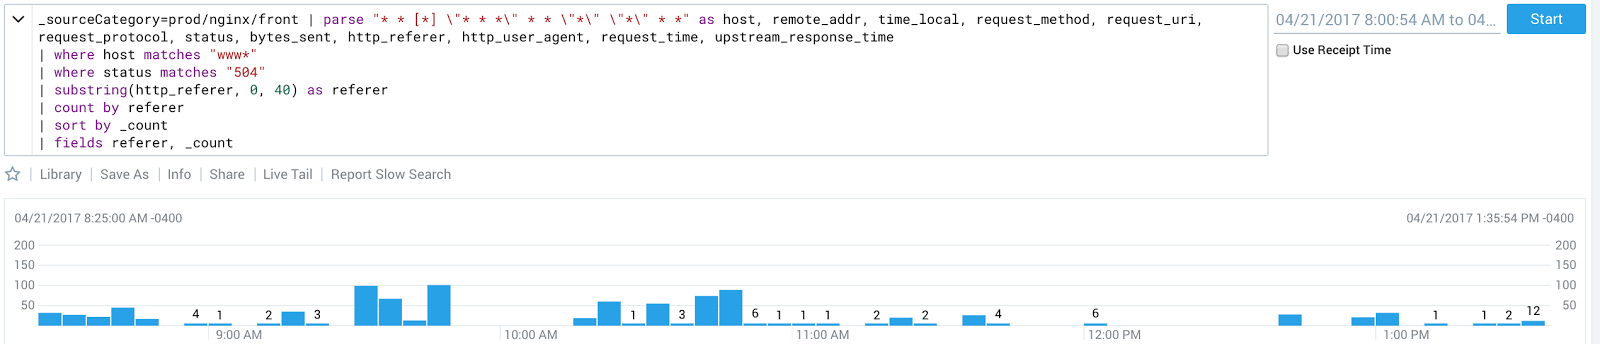 _sourceCategory=prod/nginx/front | parse "* * [*] \"* * *\" * * \"*\" \"*\" * *" as host, remote_addr, time_local, request_method, request_uri,
request_protocol, status, bytes_sent, http_referer, http_user_agent, request_time, upstream_response_time
| where host matches "www*"
| where status matches "504"
| substring(http_referer, 0, 40) as referer
| count by referer
| sort by _count
| fields referer, _count
04/21/2017 8:00:54 AM to 04...
Start
Use Receipt Time
Library | Save As | Info | Share | Live Tail | Report Slow Search
04/21/2017 8:25:00 AM -0400
04/21/2017 1:35:54 PM -0400
200
150
100
50
200
150
100
50
4 1 2 3 1 3 6 1 1 1 2 2 4 6 1 1 2 12
9:00 AM 10:00 AM 11:00 AM 12:00 PM 1:00 PM